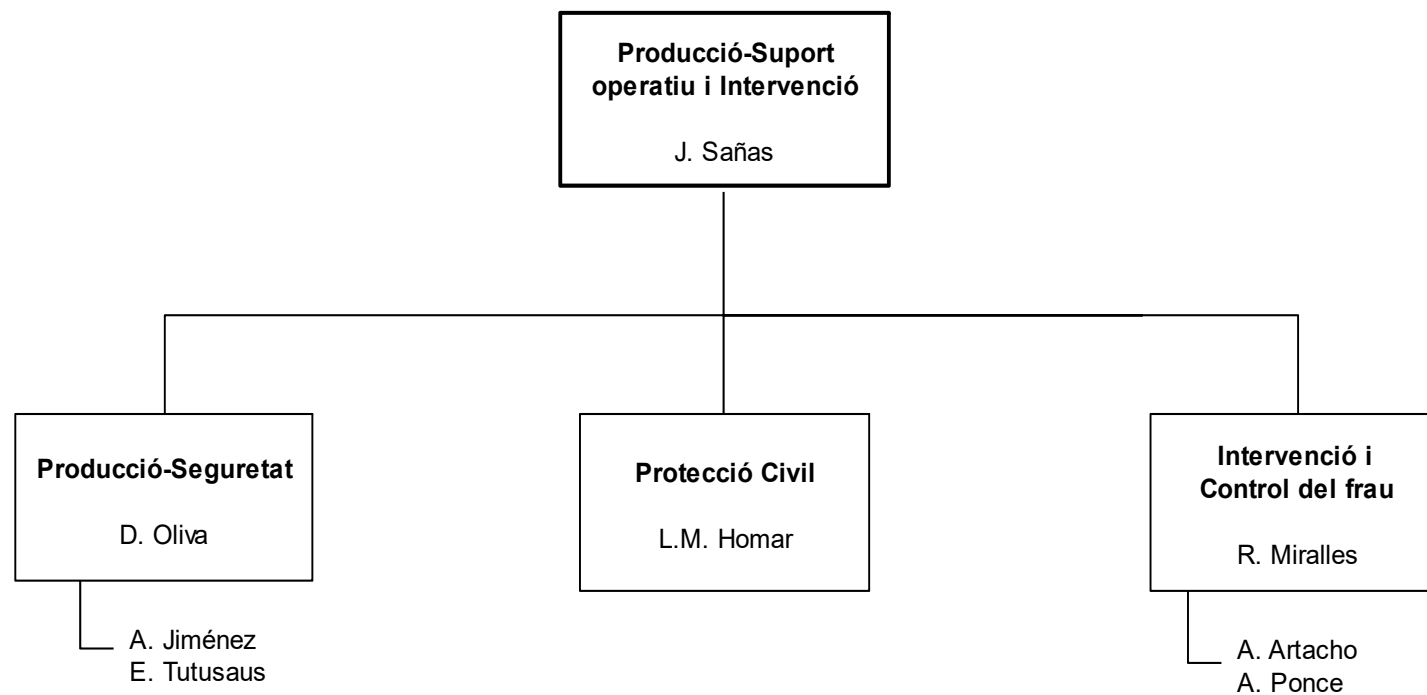 Producció-Suport
operatiu i Intervenció
J. Sañas
Producció-Seguretat
D. Oliva
A. Jiménez
E. Tutusaus
Protecció Civil
L.M. Homar
Intervenció i
Control del frau
R. Miralles
A. Artacho
A. Ponce